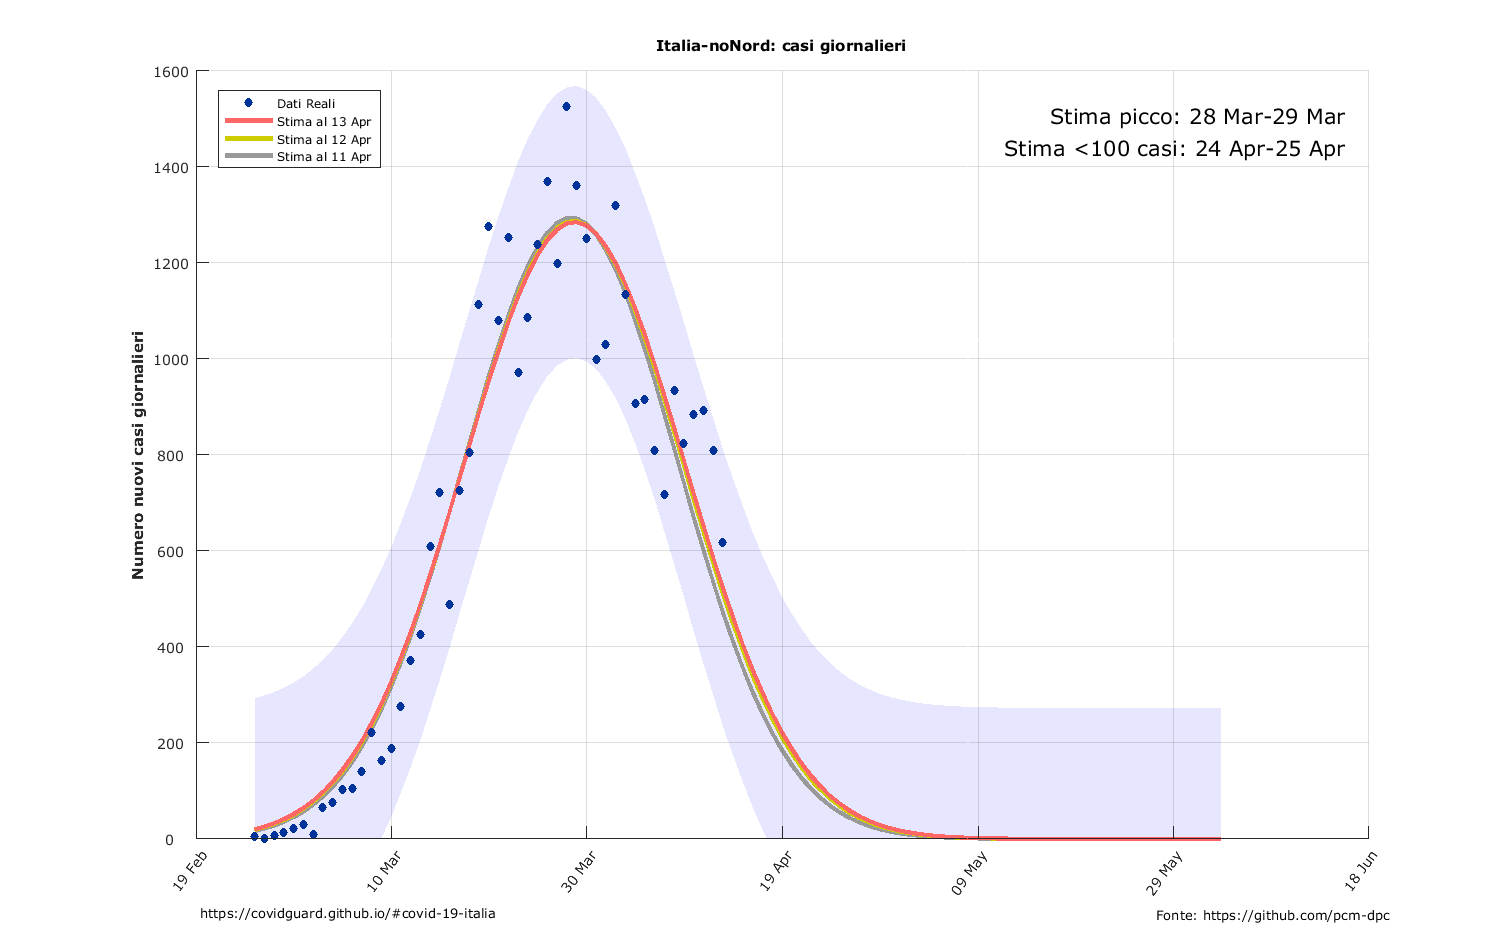 Italia-noNord: casi giornalieri
Dati Reali
Stima al 13 Apr
Stima al 12 Apr
Stima al 11 Apr
Stima picco: 28 Mar-29 Mar
Stima <100 casi: 24 Apr-25 Apr
Numero nuovi casi giornalieri
1600
1400
1200
1000
800
600
400
200
0
19 Feb
10 Mar
30 Mar
19 Apr
09 May
29 May
18 Jun
https://covidguard.github.io/#covid-19-italia
Fonte: https://github.com/pcm-dpc